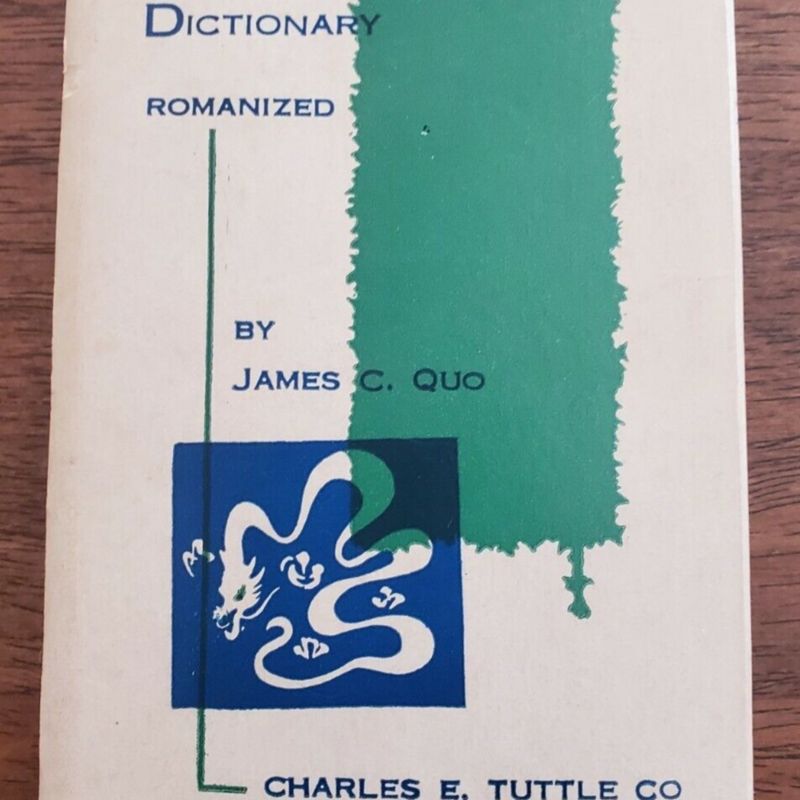 DICTIONARY
ROMANIZED
BY
JAMES C. QUO
CHARLES E. TUTTLE CO